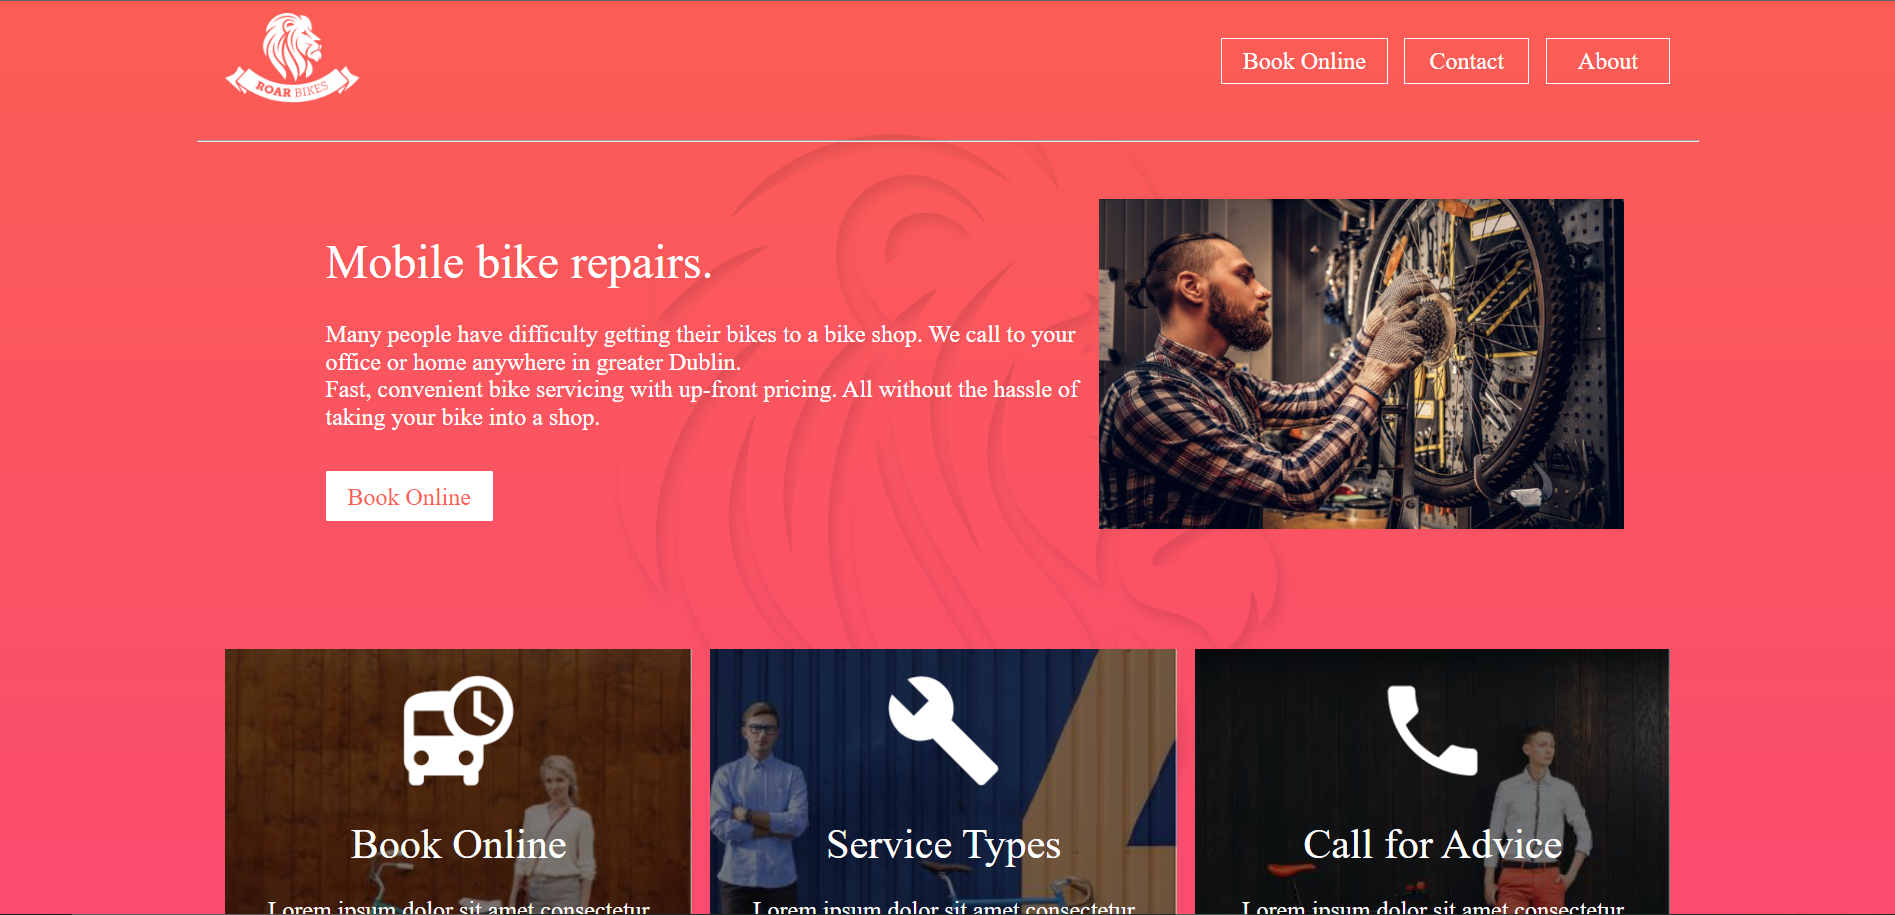 ROAR BIKES
Book Online
Contact
About
Mobile bike repairs.
Many people have difficulty getting their bikes to a bike shop. We call to your
office or home anywhere in greater Dublin.
Fast, convenient bike servicing with up-front pricing. All without the hassle of
taking your bike into a shop.
Book Online
Book Online
Service Types
Call for Advice
Lorem ipsum dolor sit amet consectetur
Lorem ipsum dolor sit amet consectetur
Lorem ipsum dolor sit amet consectetur